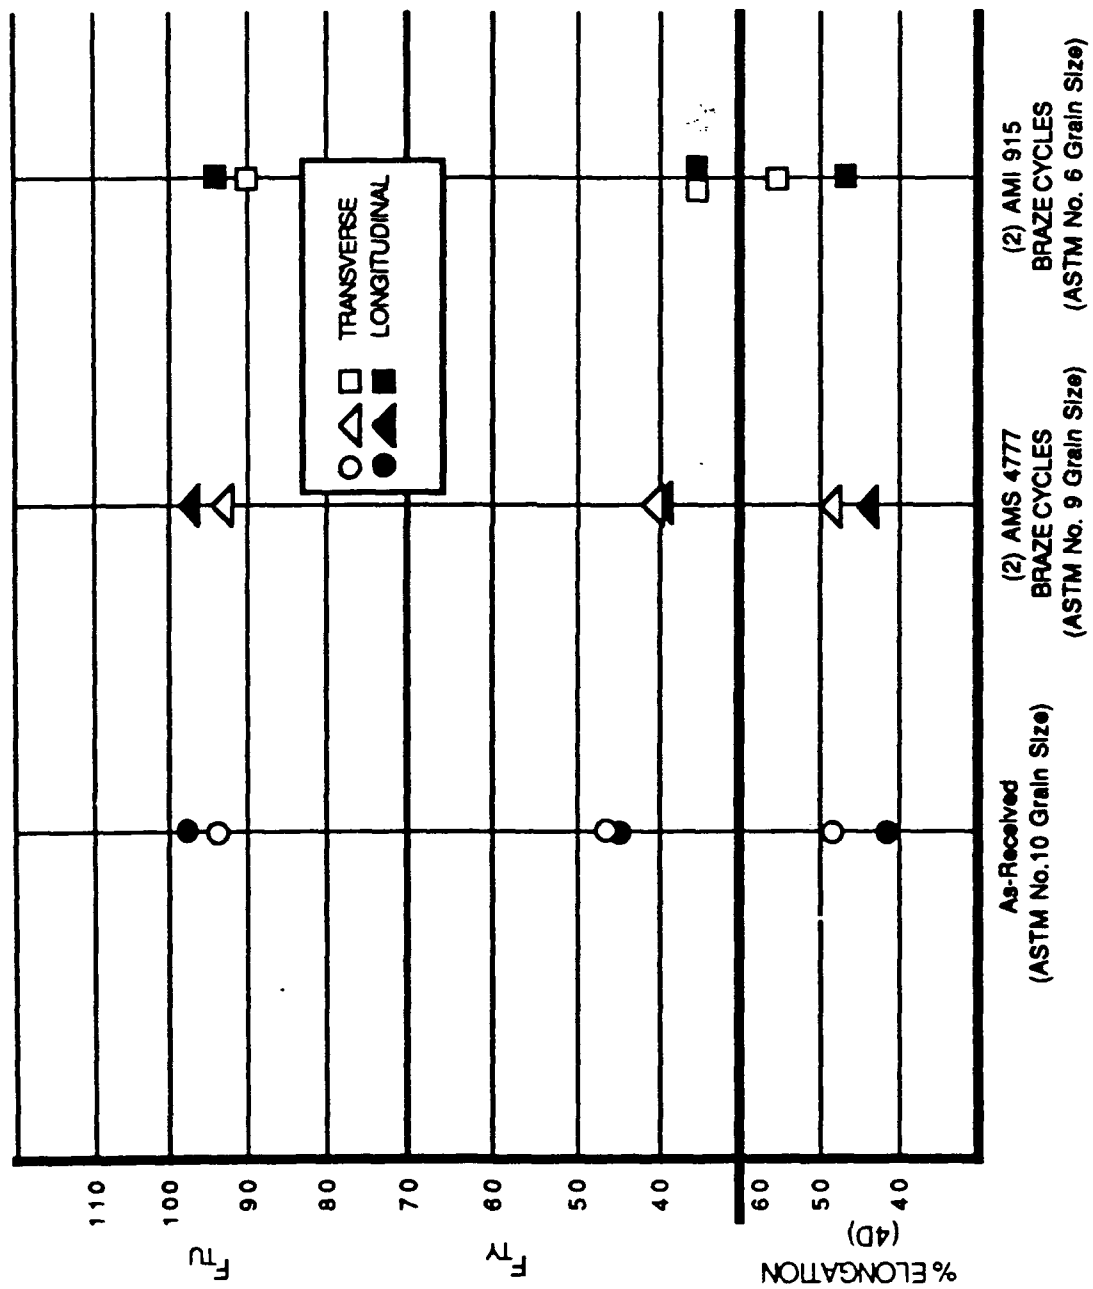 F TU
110
100
90
80
70
F TY
60
50
40
% ELONGATION
(4D)
60
50
40
TRANSVERSE
LONGITUDINAL
As-Received
(ASTM No.10 Grain Size)
(2) AMS 4777
BRAZE CYCLES
(ASTM No. 9 Grain Size)
(2) AMI 915
BRAZE CYCLES
(ASTM No. 6 Grain Size)